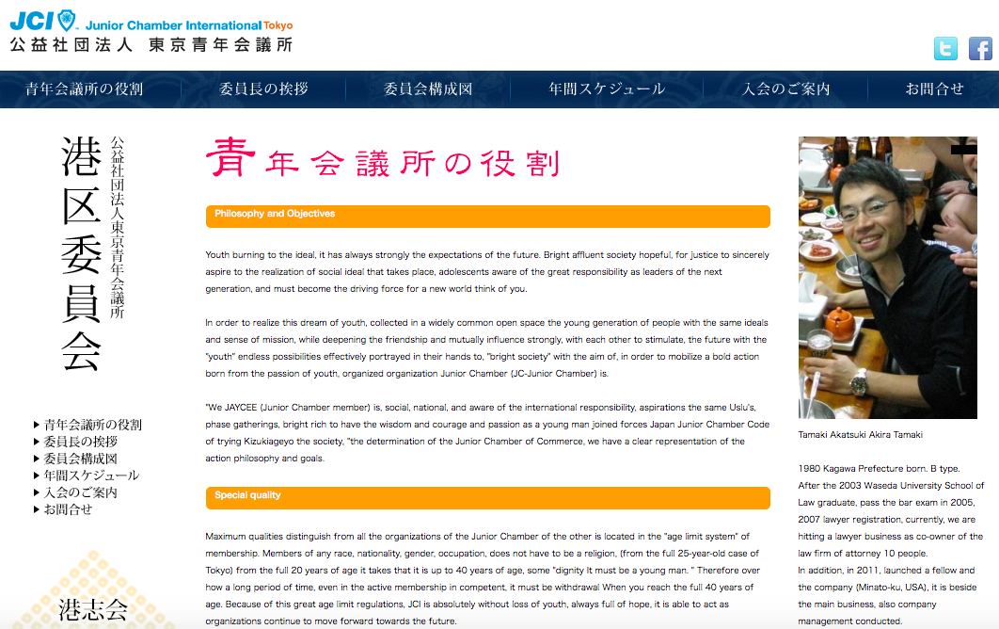 JCI Junior Chamber International Tokyo
公益社団法人 東京青年会議所
青年会議所の役割 委員長の挨拶 委員会構成図 年間スケジュール 入会のご案内 お問合せ
公益社団法人東京青年会議所
港区委員会
青年会議所の役割
委員長の挨拶
委員会構成図
年間スケジュール
入会のご案内
お問合せ
港志会
青年会議所の役割
Philosophy and Objectives
Youth burning to the ideal, it has always strongly the expectations of the future. Bright affluent society hopeful, for justice to sincerely
aspire to the realization of social ideal that takes place, adolescents aware of the great responsibility as leaders of the next
generation, and must become the driving force for a new world think of you.
In order to realize this dream of youth, collected in a widely common open space the young generation of people with the same ideals
and sense of mission, while deepening the friendship and mutually influence strongly, with each other to stimulate, the future with the
"youth" endless possibilities effectively portrayed in their hands to, "bright society" with the aim of, in order to mobilize a bold action
born from the passion of youth, organized organization Junior Chamber (JC-Junior Chamber) is.
"We JAYCEE (Junior Chamber member) is, social, national, and aware of the international responsibility, aspirations the same Uslu's,
phase gatherings, bright rich to have the wisdom and courage and passion as a young man joined forces Japan Junior Chamber Code
of trying Kizukiageyo the society, "the determination of the Junior Chamber of Commerce, we have a clear representation of the
action philosophy and goals.
Special quality
Maximum qualities distinguish from all the organizations of the Junior Chamber of the other is located in the "age limit system" of
membership. Members of any race, nationality, gender, occupation, does not have to be a religion, (from the full 25-year-old case of
Tokyo) from the full 20 years of age it takes that it is up to 40 years of age, some "dignity It must be a young man. " Therefore over
how a long period of time, even in the active membership in competent, it must be withdrawal When you reach the full 40 years of
age. Because of this great age limit regulations, JCI is absolutely without loss of youth, always full of hope, it is able to act as
organizations continue to move forward towards the future.
Tamaki Akatsuki Akira Tamaki
1980 Kagawa Prefecture born. B type.
After the 2003 Waseda University School of
Law graduate, pass the bar exam in 2005,
2007 lawyer registration, currently, we are
hitting a lawyer business as co-owner of the
law firm of attorney 10 people.
In addition, in 2011, launched a fellow and
the company (Minato-ku, USA), it is beside
the main business, also company
management conducted.